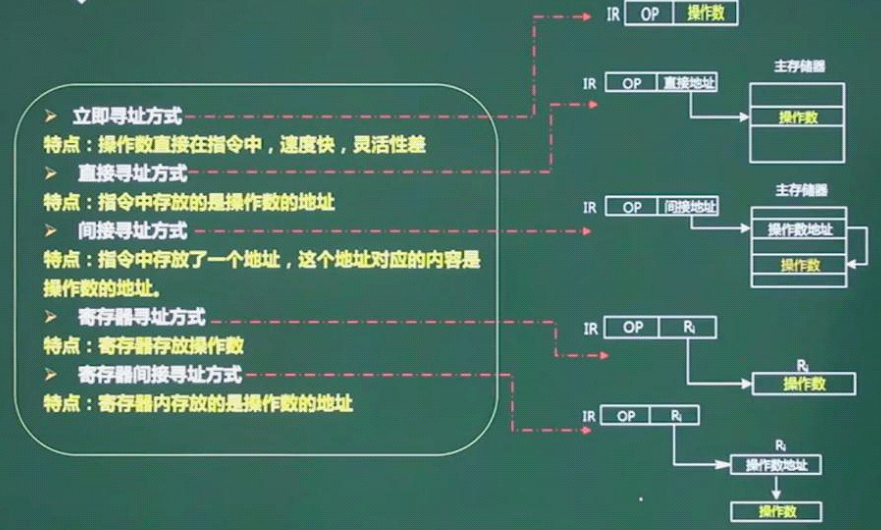 立即寻址方式
特点：操作数直接在指令中，速度快，灵活性差
直接寻址方式
特点：指令中存放的是操作数的地址
间接寻址方式
特点：指令中存放了一个地址，这个地址对应的内容是
操作数的地址。
寄存器寻址方式
特点：寄存器存放操作数
寄存器间接寻址方式
特点：寄存器内存放的是操作数的地址
IR OP 操作数
主存储器
IR OP 直接地址
操作数
主存储器
IR OP 间接地址
操作数地址
操作数
IR OP Ri
Ri
操作数
IR OP Ri
Ri
操作数地址
操作数